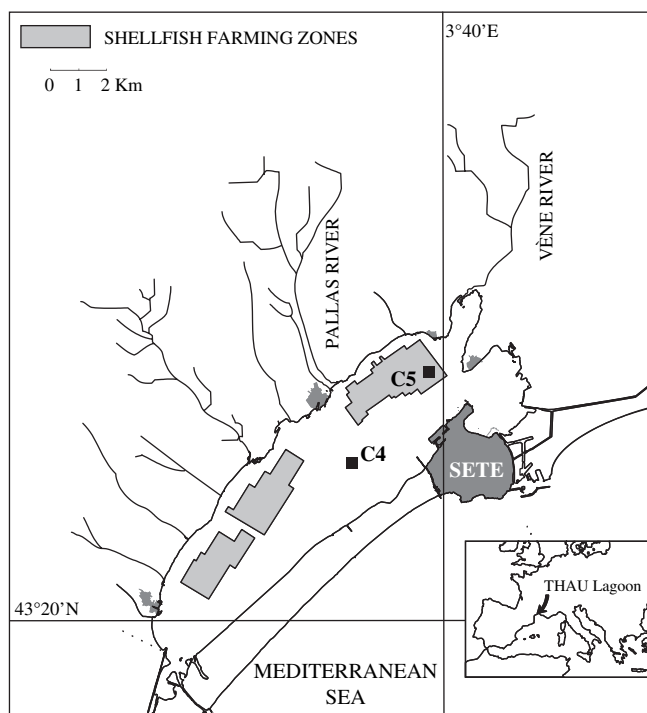 SHELLFISH FARMING ZONES
3°40'E
0 1 2 Km
PALLAS RIVER
VÈNE RIVER
C5
C4
SETE
THAU Lagoon
43°20'N
MEDITERRANEAN
SEA